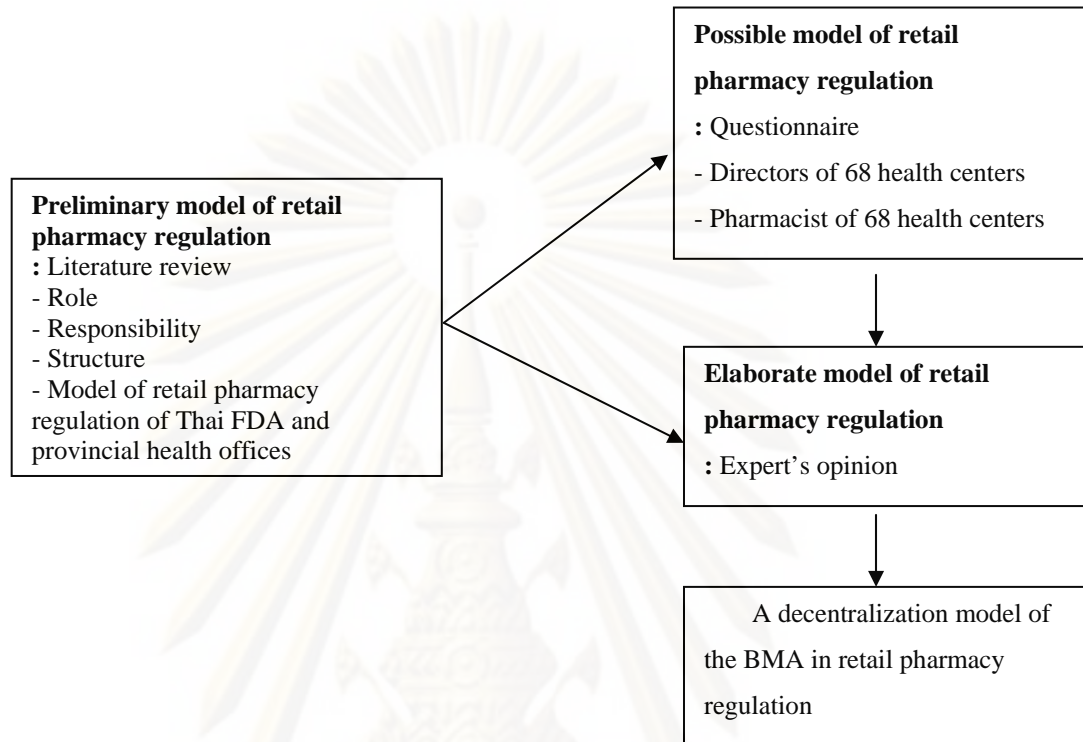 Preliminary model of retail
pharmacy regulation
: Literature review
- Role
- Responsibility
- Structure
- Model of retail pharmacy
regulation of Thai FDA and
provincial health offices
Possible model of retail
pharmacy regulation
: Questionnaire
- Directors of 68 health centers
- Pharmacist of 68 health centers
Elaborate model of retail
pharmacy regulation
: Expert’s opinion
A decentralization model of
the BMA in retail pharmacy
regulation